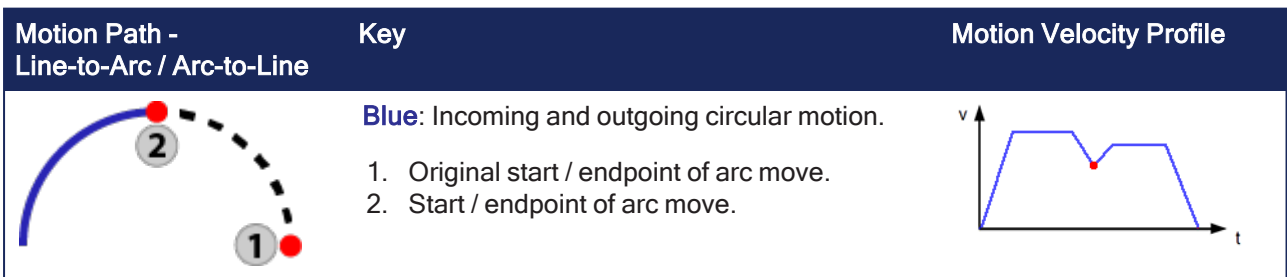 Motion Path -
Line-to-Arc / Arc-to-Line
Key
Motion Velocity Profile
2
1
Blue: Incoming and outgoing circular motion.
1. Original start / endpoint of arc move.
2. Start / endpoint of arc move.
v
t